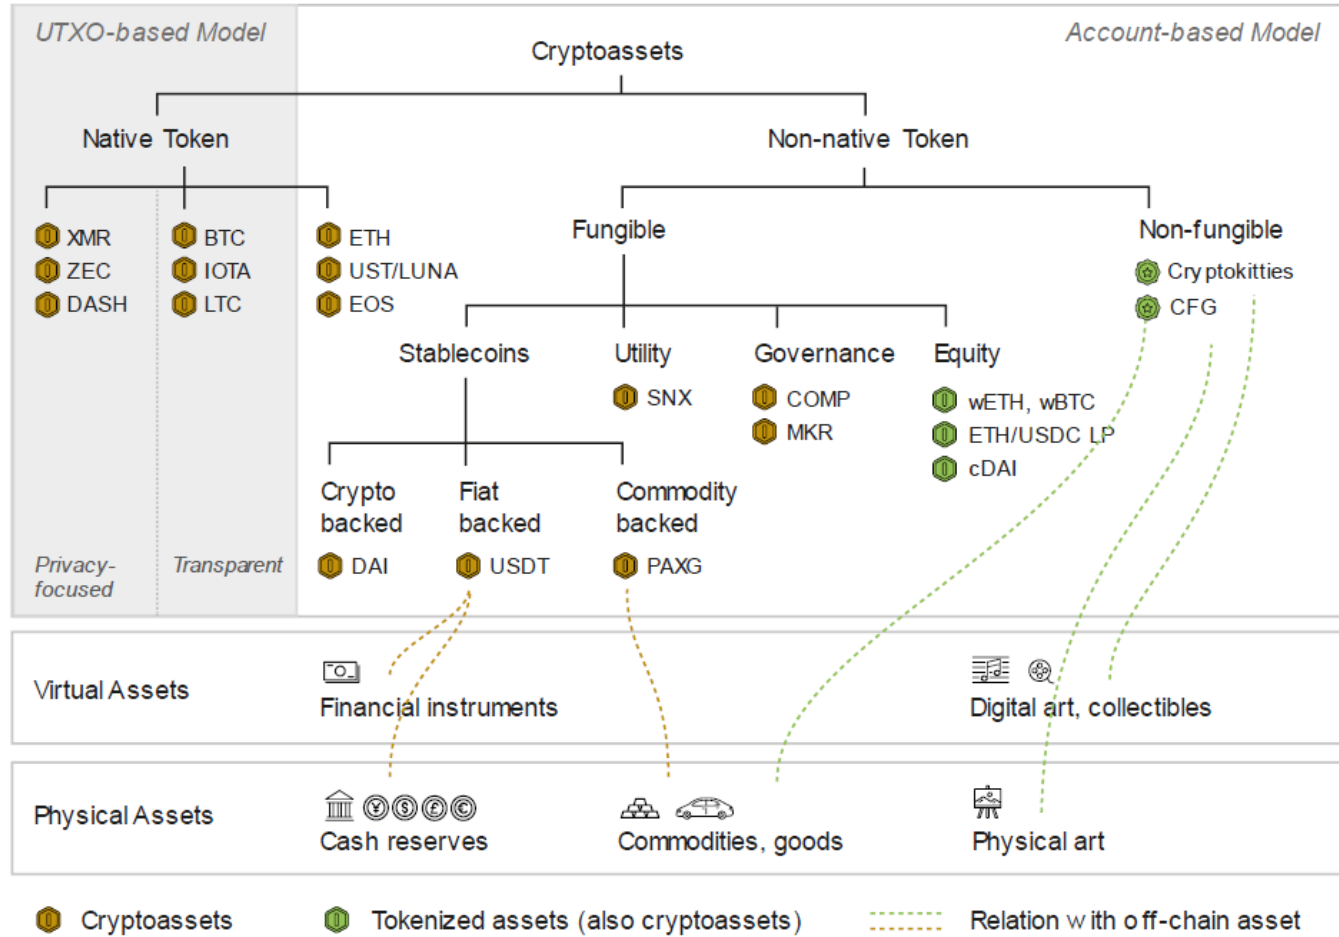 UTXO-based Model
Account-based Model
Cryptoassets
Native Token
Non-native Token
XMR
ZEC
DASH
BTC
IOTA
LTC
ETH
UST/LUNA
EOS
Fungible
Non-fungible
Cryptokitties
CFG
Stablecoins
Utility
Governance
Equity
SNX
COMP
MKR
wETH, wBTC
ETH/USDC LP
cDAI
Crypto
backed
Fiat
backed
Commodity
backed
DAI
USDT
PAXG
Privacy-
focused
Transparent
Virtual Assets
Financial instruments
Digital art, collectibles
Physical Assets
¥ $ £ €
Cash reserves
Commodities, goods
Physical art
Cryptoassets
Tokenized assets (also cryptoassets)
Relation with off-chain asset